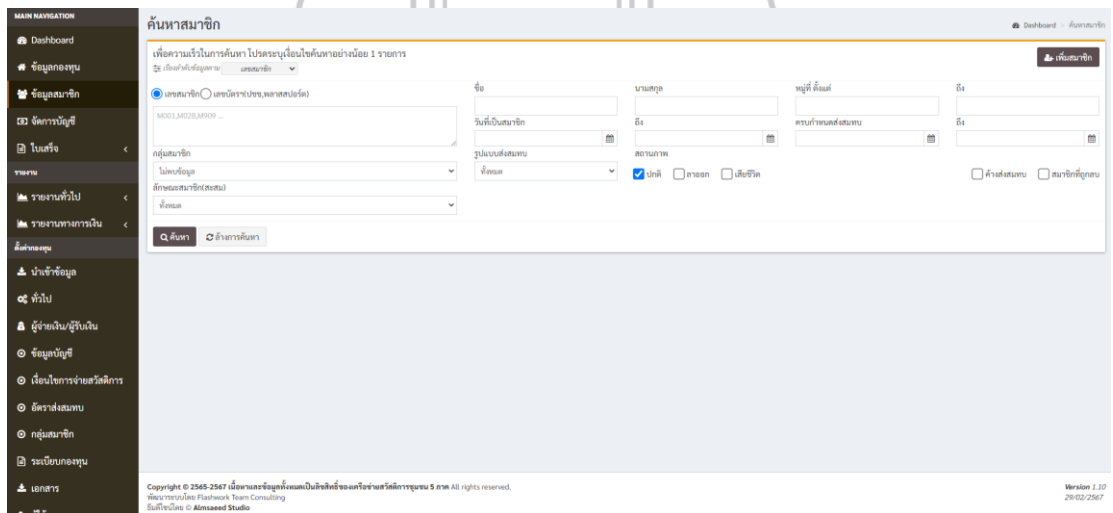 MAIN NAVIGATION
Dashboard
ข้อมูลกองทุน
ข้อมูลสมาชิก
จัดการบัญชี
ใบเสร็จ
รายงาน
รายงานทั่วไป
รายงานทางการเงิน
ตั้งค่ากองทุน
นำเข้าข้อมูล
ทั่วไป
ผู้จ่ายเงิน/ผู้รับเงิน
ข้อมูลบัญชี
เงื่อนไขการจ่ายสวัสดิการ
อัตราส่งสมทบ
กลุ่มสมาชิก
ระเบียบกองทุน
เอกสาร
ค้นหาสมาชิก
Dashboard > ค้นหาสมาชิก
เพื่อความเร็วในการค้นหา โปรดระบุเงื่อนไขค้นหาอย่างน้อย 1 รายการ
เรียงลำดับข้อมูลตาม เลขสมาชิก
เพิ่มสมาชิก
เลขสมาชิก เลขบัตรฯ(ปชช,พาสสปอร์ต)
M001,M028,M909 ...
ชื่อ
นามสกุล
หมู่ที่ ตั้งแต่
ถึง
วันที่เป็นสมาชิก
ถึง
ครบกำหนดส่งสมทบ
ถึง
กลุ่มสมาชิก
ไม่พบข้อมูล
รูปแบบส่งสมทบ
ทั้งหมด
สถานภาพ
ปกติ ลาออก เสียชีวิต
ค้างส่งสมทบ สมาชิกที่ถูกลบ
ลักษณะสมาชิก(สะสม)
ทั้งหมด
ค้นหา
ล้างการค้นหา
Copyright © 2565-2567 เนื้อหาและข้อมูลทั้งหมดเป็นลิขสิทธิ์ของเครือข่ายสวัสดิการชุมชน 5 ภาค All rights reserved.
พัฒนาระบบโดย Flashwork Team Consulting
ธีมดีไซน์โดย © Almsaeed Studio
Version 1.10
29/02/2567